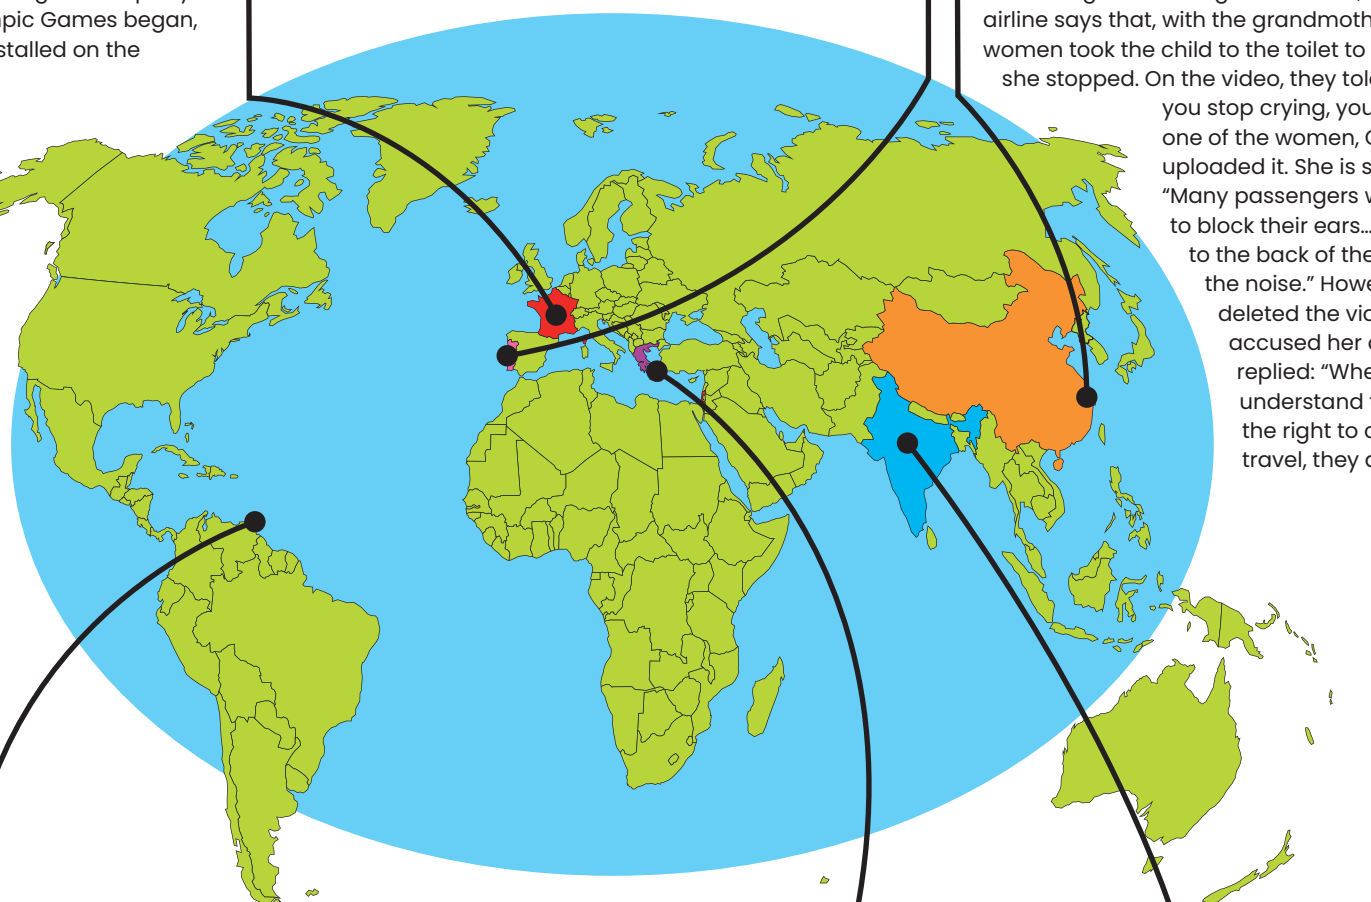 mpic Games began,
stalled on the
airline says that, with the grandmoth
women took the child to the toilet to
she stopped. On the video, they tol
you stop crying, you
one of the women,
uploaded it. She is s
“Many passengers w
to block their ears…
to the back of the
the noise.” Howe
deleted the vid
accused her
replied: “Whe
understand
the right to
travel, they